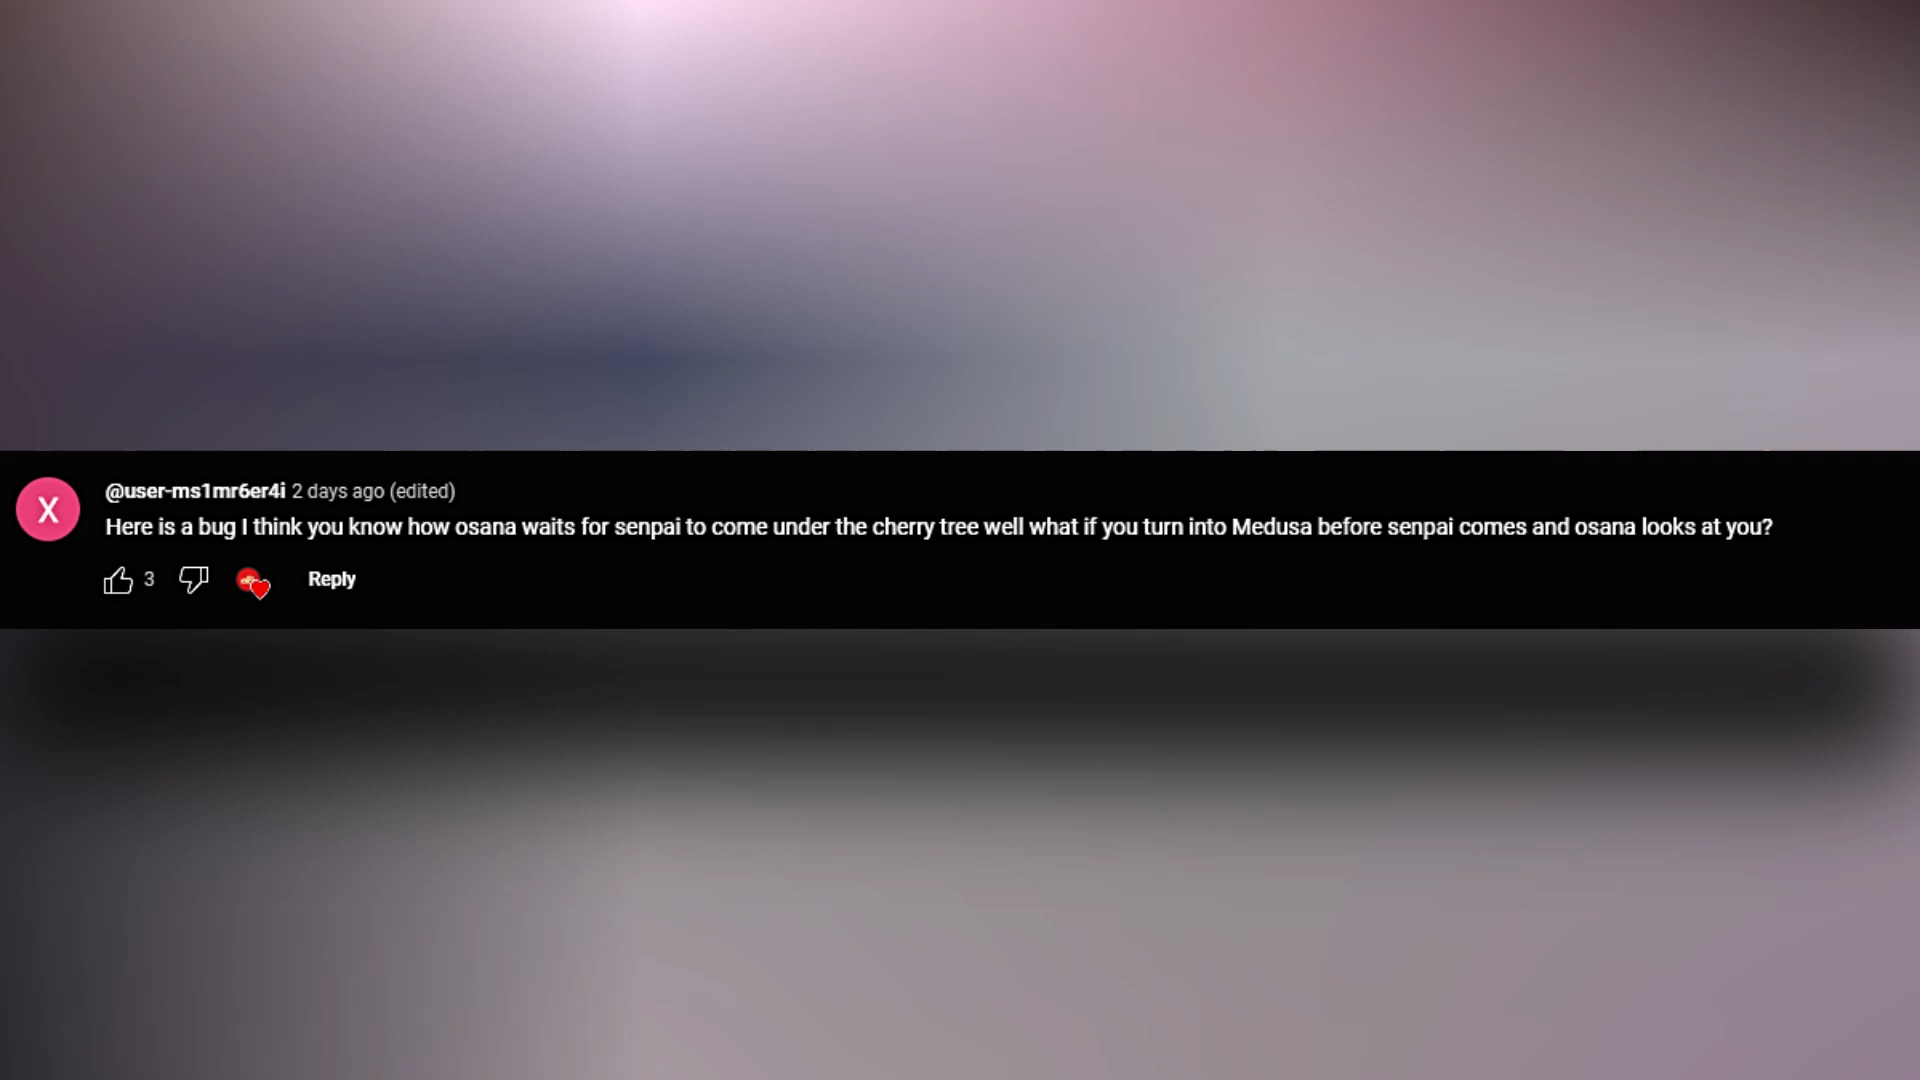 X
@user-ms1mr6er4i 2 days ago (edited)
Here is a bug I think you know how osana waits for senpai to come under the cherry tree well what if you turn into Medusa before senpai comes and osana looks at you?
3 Reply